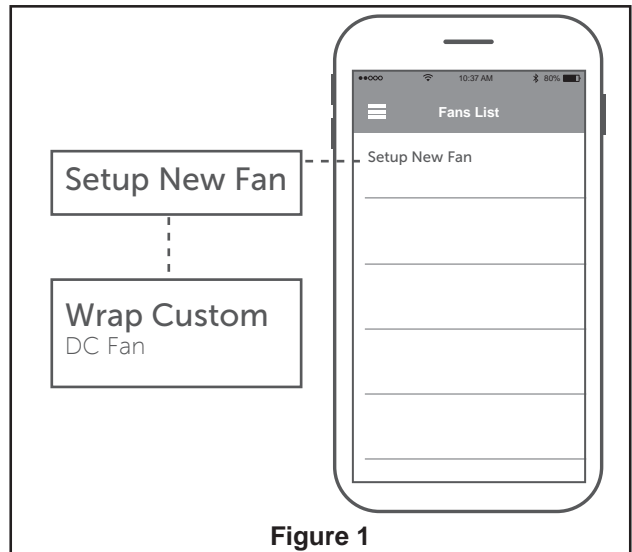 10:37 AM
80%
Fans List
Setup New Fan
Setup New Fan
Wrap Custom
DC Fan
Figure 1